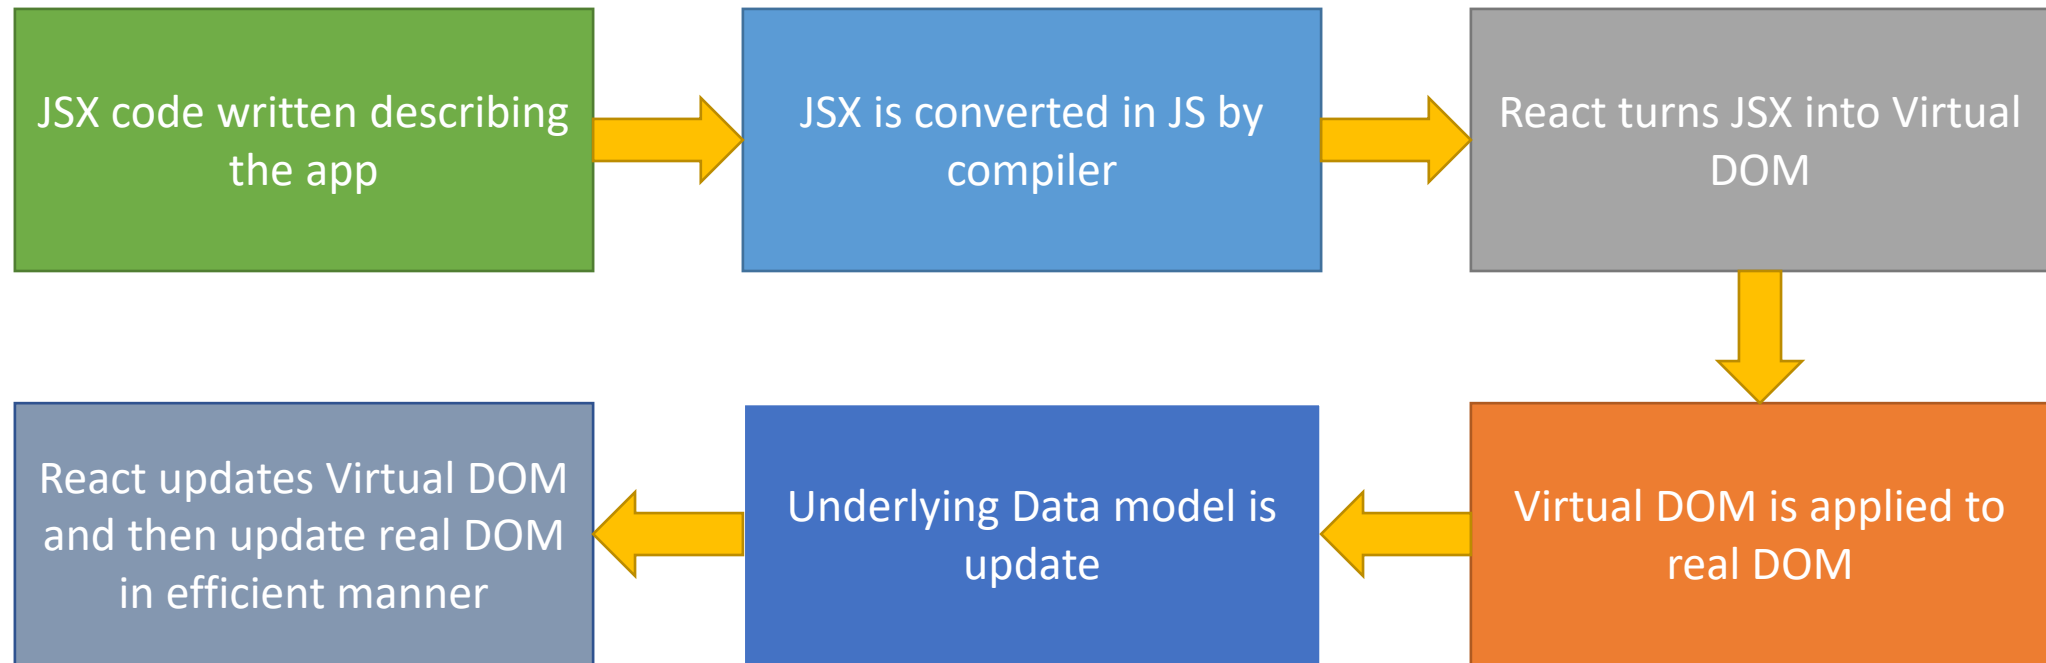 JSX code written describing
the app
JSX is converted in JS by
compiler
React turns JSX into Virtual
DOM
Virtual DOM is applied to
real DOM
Underlying Data model is
update
React updates Virtual DOM
and then update real DOM
in efficient manner